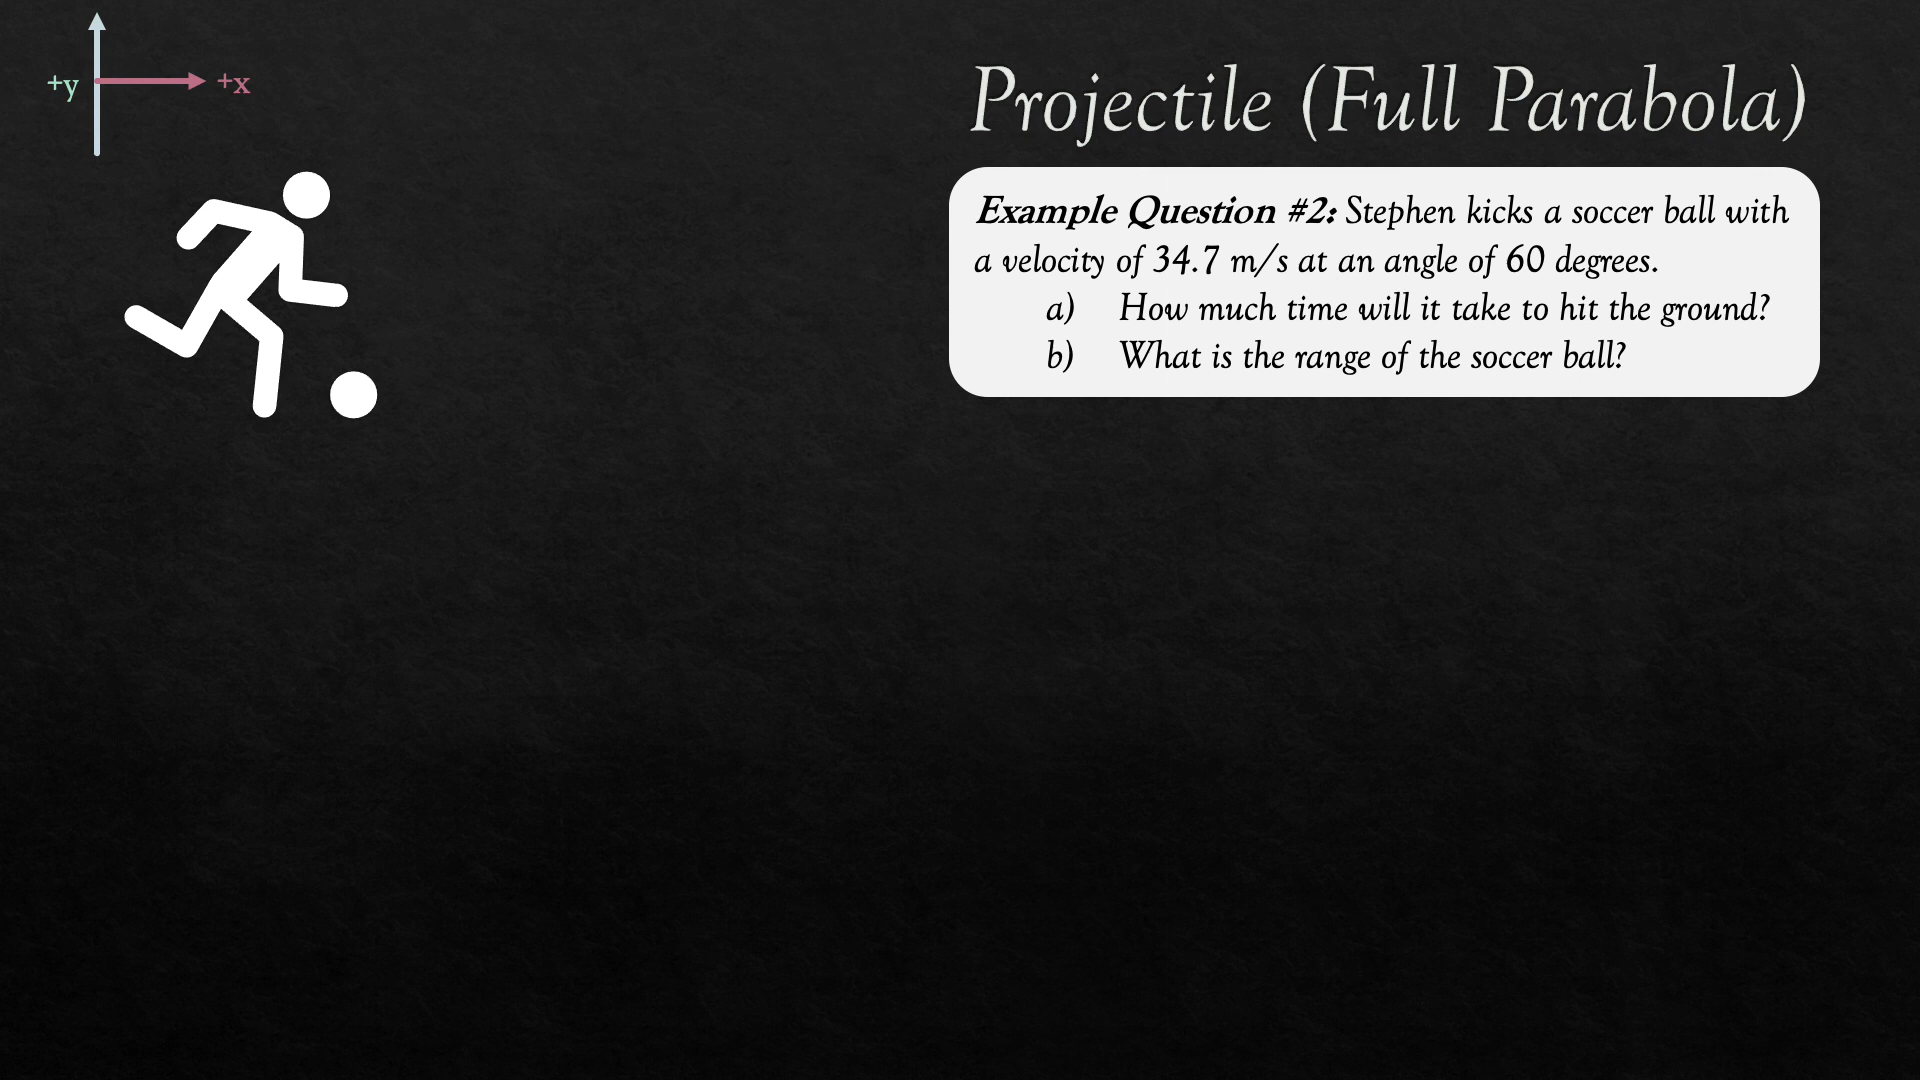 +y
+x
Projectile (Full Parabola)
Example Question #2: Stephen kicks a soccer ball with
a velocity of 34.7 m/s at an angle of 60 degrees.
a) How much time will it take to hit the ground?
b) What is the range of the soccer ball?